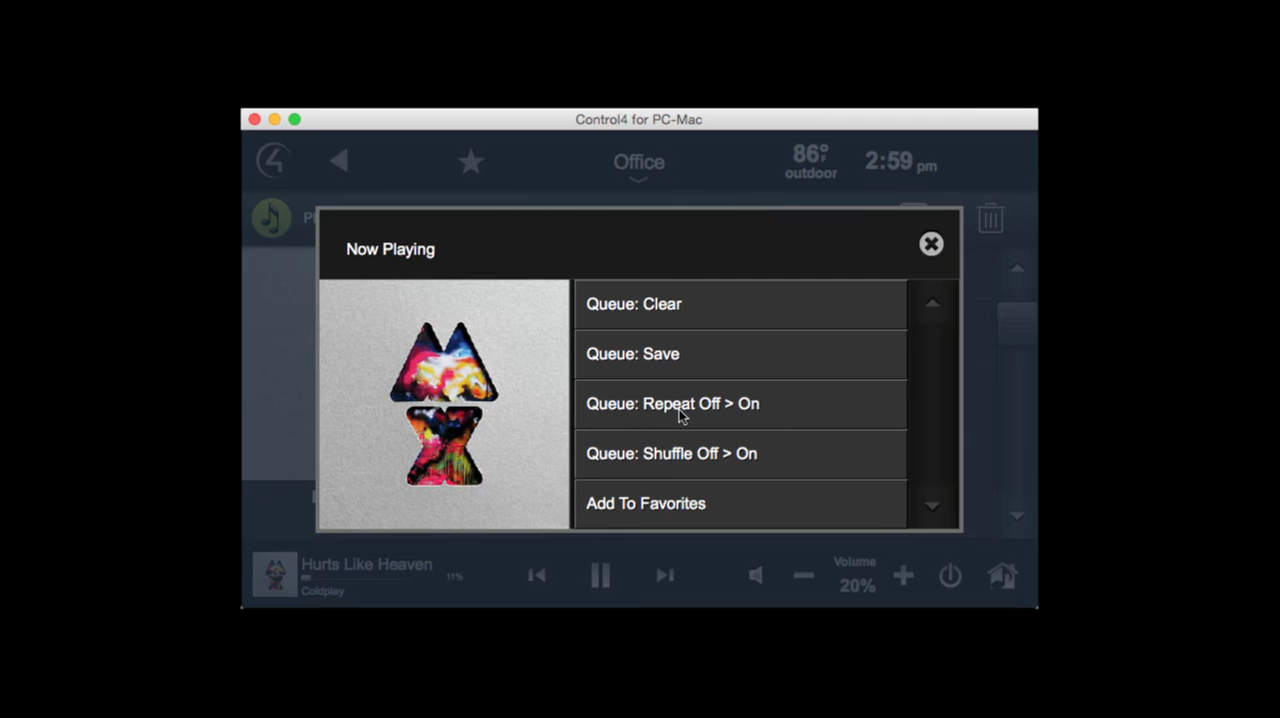 Control4 for PC-Mac
Office
86°F
outdoor
2:59 pm
Now Playing
Queue: Clear
Queue: Save
Queue: Repeat Off > On
Queue: Shuffle Off > On
Add To Favorites
Hurts Like Heaven
11%
Coldplay
Volume
20%